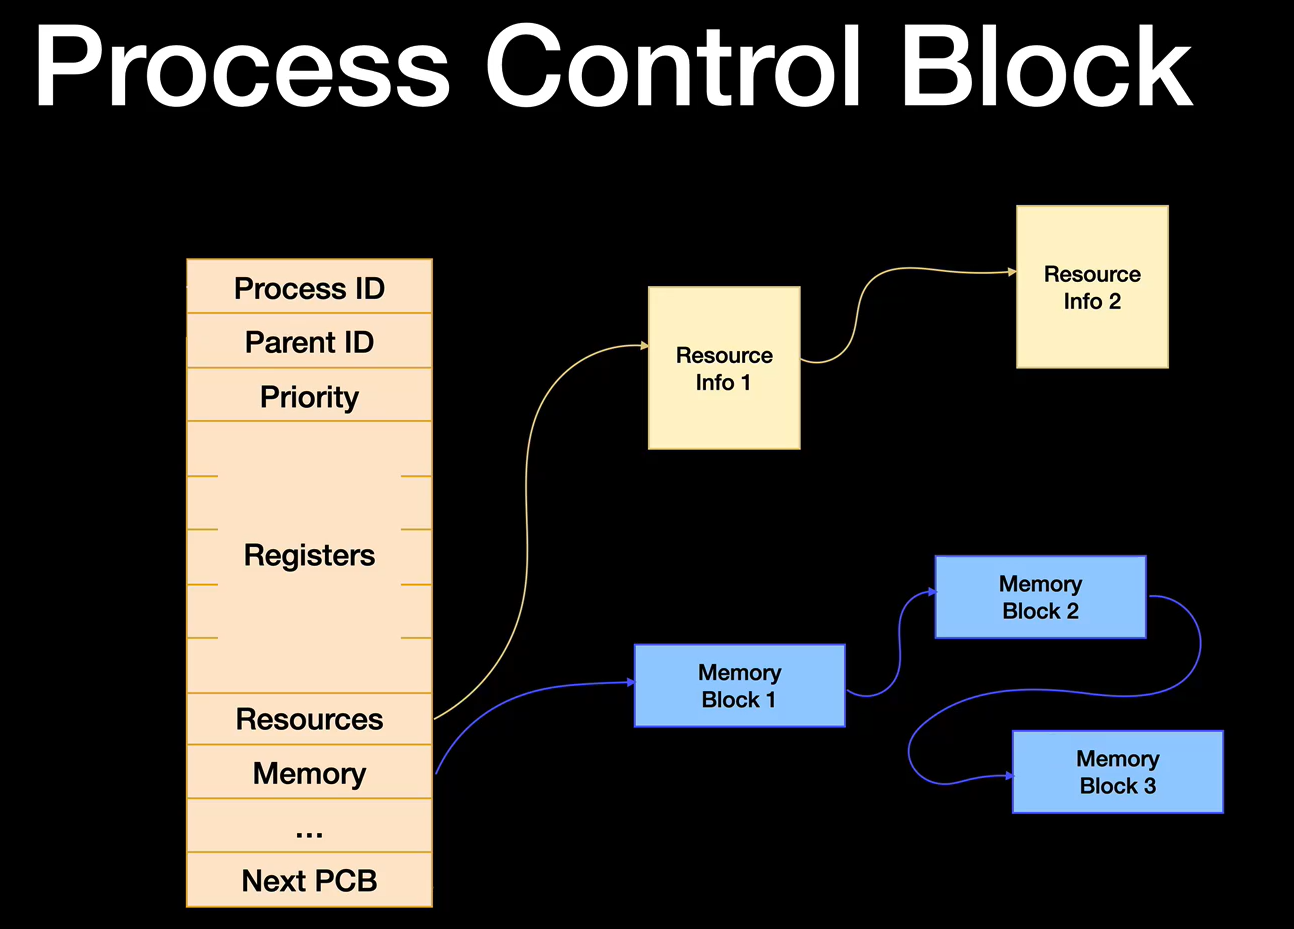 Process Control Block
Process ID
Parent ID
Priority
Registers
Resources
Memory
...
Next PCB
Resource
Info 1
Resource
Info 2
Memory
Block 1
Memory
Block 2
Memory
Block 3